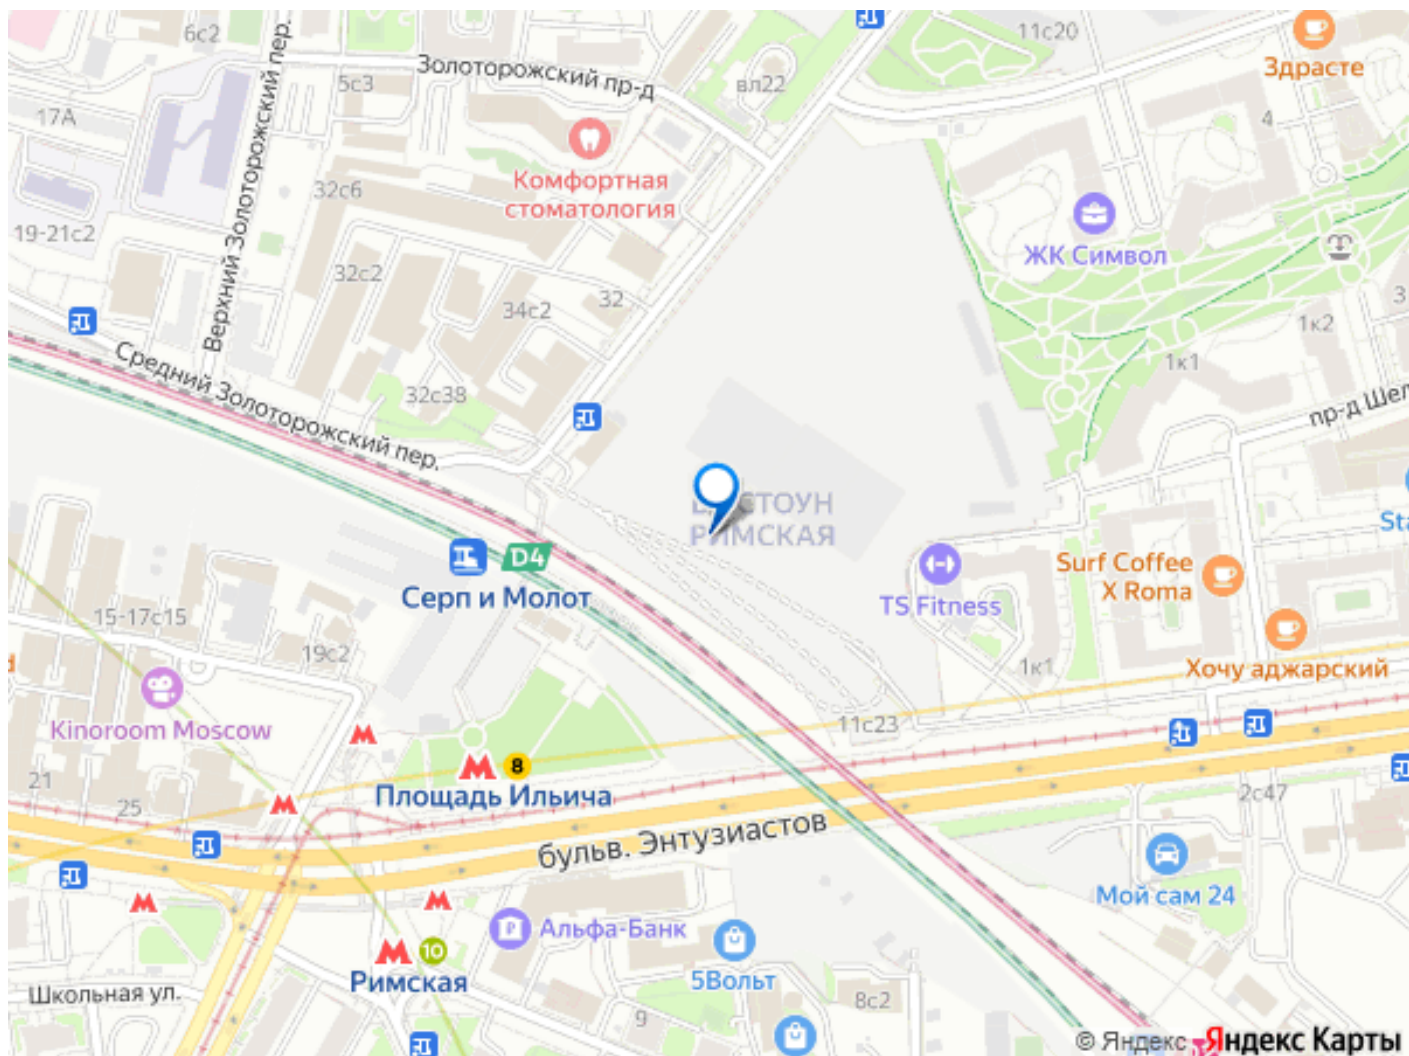 6с2
Золоторожский пр-д
5с3
17А
вл22
11с20
Здрасте
4
Верхний Золоторожский пер.
Комфортная
стоматология
32с6
19-21с2
32с2
34с2
32
ЖК Символ
3
1к2
1к1
Средний Золоторожский пер.
32с38
пр-д Шел
СТОУН
РИМСКАЯ
D4
Серп и Молот
TS Fitness
Surf Coffee
X Roma
Sta
15-17с15
19с2
1к1
Хочу аджарский
Kinoroom Moscow
11с23
8
Площадь Ильича
21
25
бульв. Энтузиастов
2с47
Мой сам 24
Альфа-Банк
10
Римская
5Вольт
Школьная ул.
9
8с2
© Яндекс
Яндекс Карты